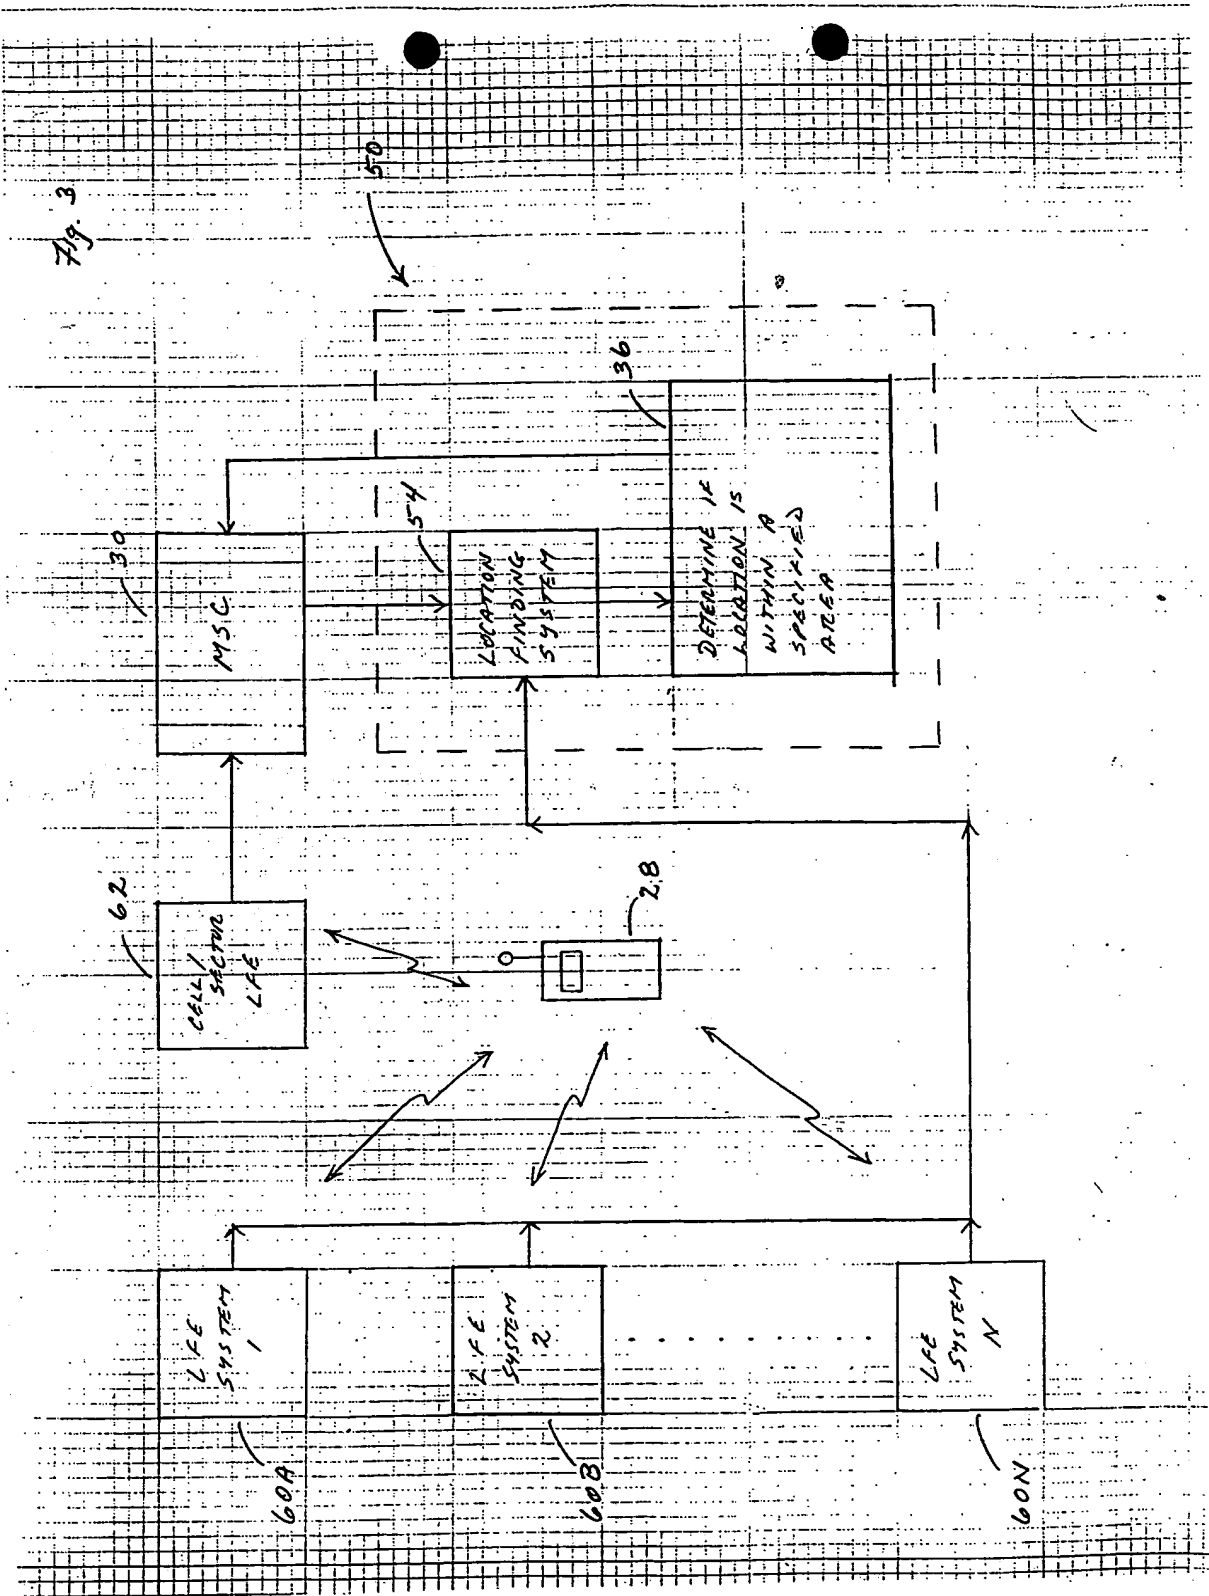 Fig. 3
62
CELL/
SECTOR
LFE
30
MSC
50
60A
LFE
SYSTEM
1
54
LOCATION
FINDING
SYSTEM
60B
LFE
SYSTEM
2
28
36
DETERMINE IF
LOCATION IS
WITHIN A
SPECIFIED
AREA
60N
LFE
SYSTEM
N